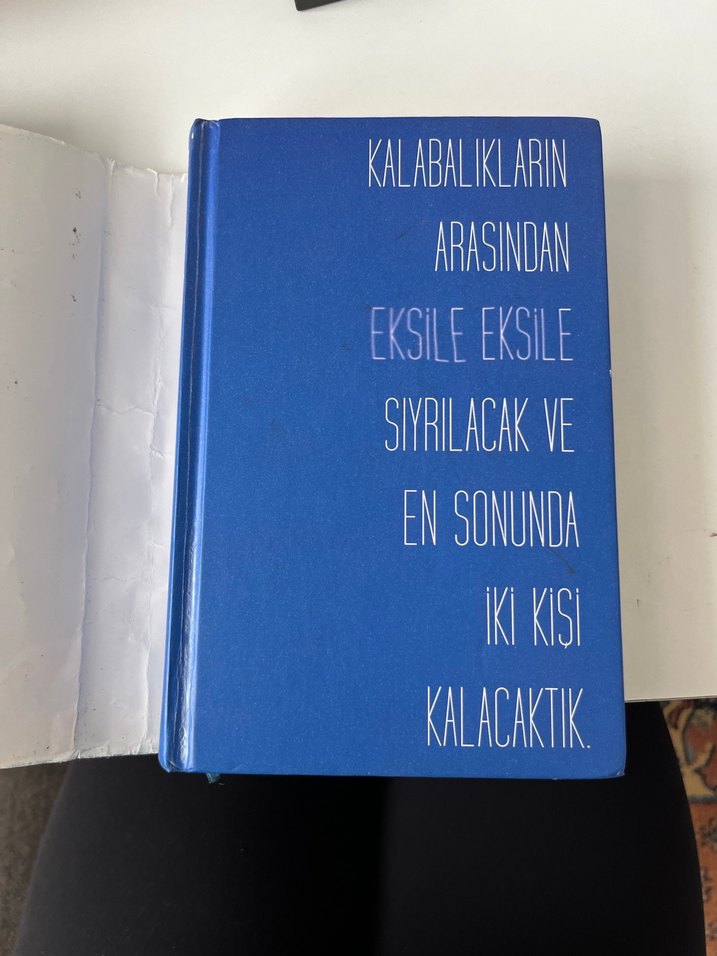 KALABALIKLARIN
ARASINDAN
EKSİLE EKSİLE
SIYRILACAK VE
EN SONUNDA
İKİ KİŞİ
KALACAKTIK.